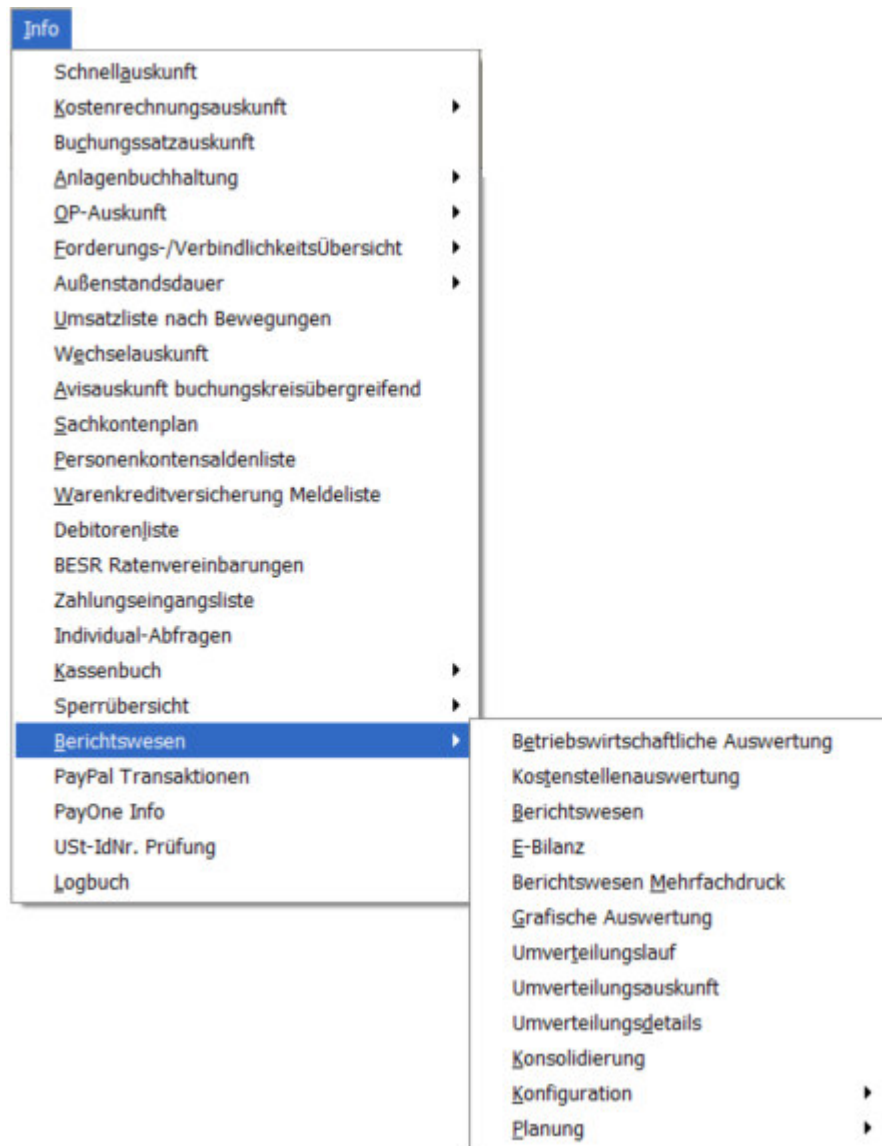 Info
Schnellauskunft
Kostenrechnungsauskunft
Buchungssatzauskunft
Anlagenbuchhaltung
OP-Auskunft
Forderungs-/VerbindlichkeitsÜbersicht
Außenstandsdauer
Umsatzliste nach Bewegungen
Wechselauskunft
Avisauskunft buchungskreisübergreifend
Sachkontenplan
Personenkontensaldenliste
Warenkreditversicherung Meldeliste
Debitorenliste
BESR Ratenvereinbarungen
Zahlungseingangsliste
Individual-Abfragen
Kassenbuch
Sperrübersicht
Berichtswesen
PayPal Transaktionen
PayOne Info
USt-IdNr. Prüfung
Logbuch
Betriebswirtschaftliche Auswertung
Kostenstellenauswertung
Berichtswesen
E-Bilanz
Berichtswesen Mehrfachdruck
Grafische Auswertung
Umverteilungslauf
Umverteilungsauskunft
Umverteilungsdetails
Konsolidierung
Konfiguration
Planung